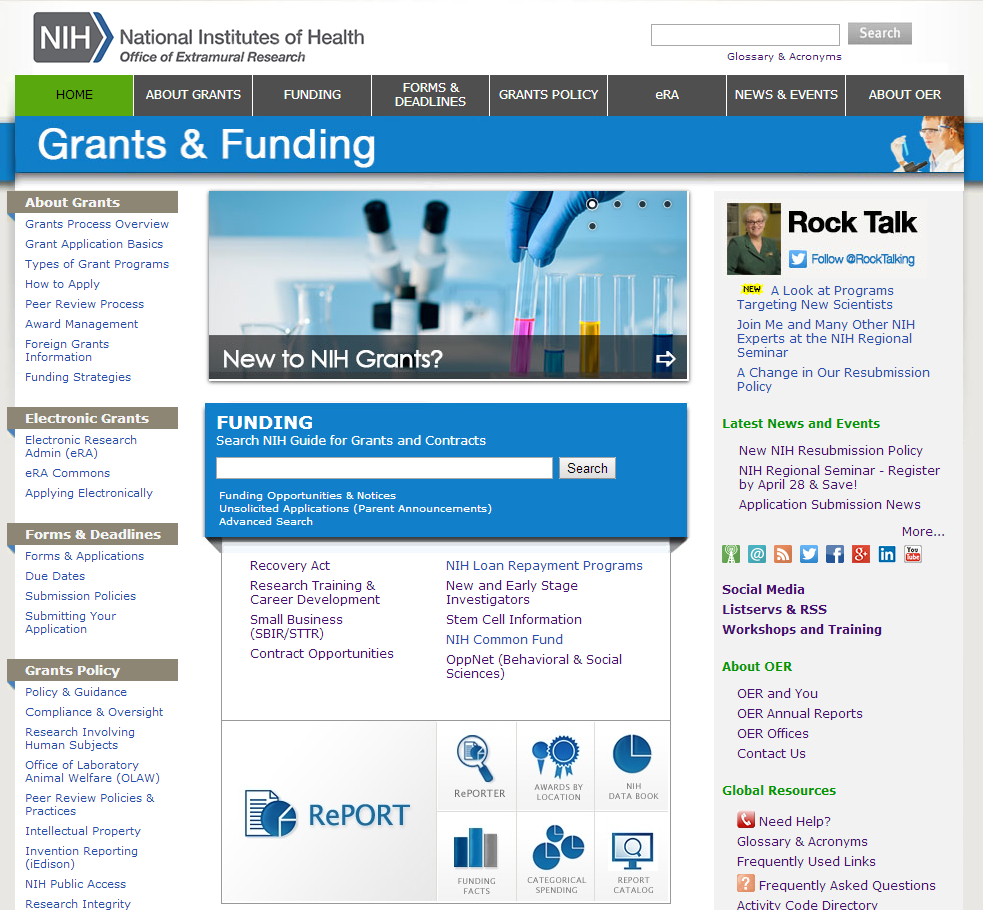 NIH National Institutes of Health
Office of Extramural Research
Search
Glossary & Acronyms
HOME
ABOUT GRANTS
FUNDING
FORMS &
DEADLINES
GRANTS POLICY
eRA
NEWS & EVENTS
ABOUT OER
Grants & Funding
About Grants
Grants Process Overview
Grant Application Basics
Types of Grant Programs
How to Apply
Peer Review Process
Award Management
Foreign Grants
Information
Funding Strategies
Electronic Grants
Electronic Research
Admin (eRA)
eRA Commons
Applying Electronically
Forms & Deadlines
Forms & Applications
Due Dates
Submission Policies
Submitting Your
Application
Grants Policy
Policy & Guidance
Compliance & Oversight
Research Involving
Human Subjects
Office of Laboratory
Animal Welfare (OLAW)
Peer Review Policies &
Practices
Intellectual Property
Invention Reporting
(iEdison)
NIH Public Access
Research Integrity
New to NIH Grants?
FUNDING
Search NIH Guide for Grants and Contracts
Search
Funding Opportunities & Notices
Unsolicited Applications (Parent Announcements)
Advanced Search
Recovery Act
Research Training &
Career Development
Small Business
(SBIR/STTR)
Contract Opportunities
NIH Loan Repayment Programs
New and Early Stage
Investigators
Stem Cell Information
NIH Common Fund
OppNet (Behavioral & Social
Sciences)
RePORT
RePORTER
AWARDS BY
LOCATION
NIH
DATA BOOK
FUNDING
FACTS
CATEGORICAL
SPENDING
REPORT
CATALOG
Rock Talk
Follow @RockTalking
NEW A Look at Programs
Targeting New Scientists
Join Me and Many Other NIH
Experts at the NIH Regional
Seminar
A Change in Our Resubmission
Policy
Latest News and Events
New NIH Resubmission Policy
NIH Regional Seminar - Register
by April 28 & Save!
Application Submission News
More...
You
Tube
Social Media
Listservs & RSS
Workshops and Training
About OER
OER and You
OER Annual Reports
OER Offices
Contact Us
Global Resources
Need Help?
Glossary & Acronyms
Frequently Used Links
Frequently Asked Questions
Activity Code Directory